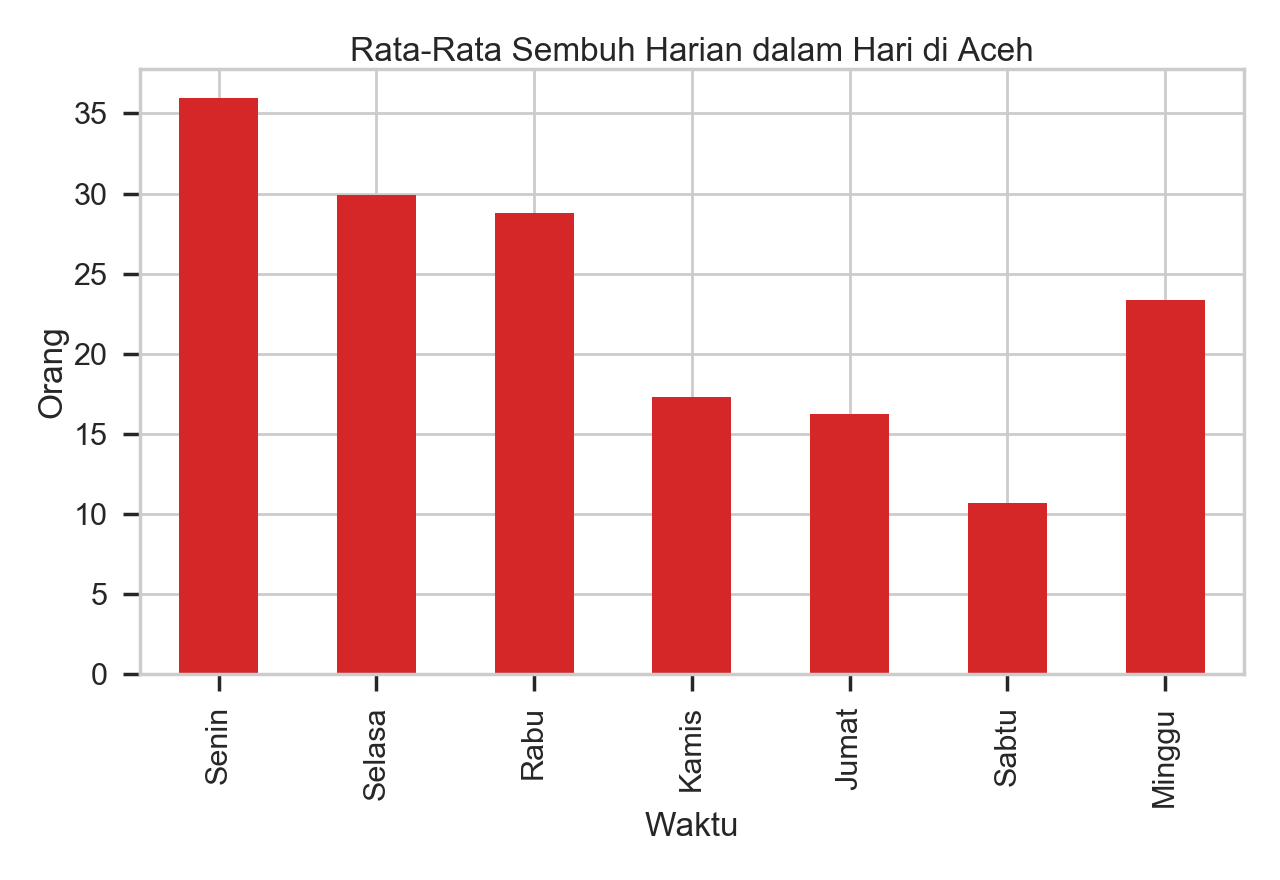 Rata-Rata Sembuh Harian dalam Hari di Aceh
Orang
35
30
25
20
15
10
5
0
Senin
Selasa
Rabu
Kamis
Jumat
Sabtu
Minggu
Waktu